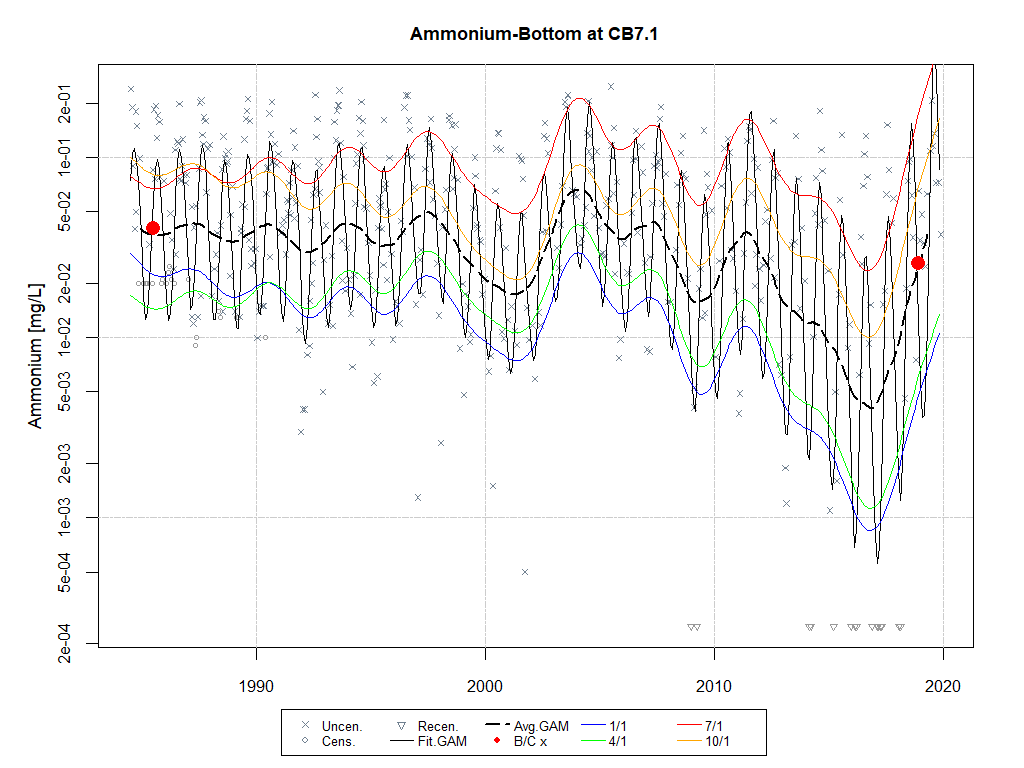 Ammonium-Bottom at CB7.1
Ammonium [mg/L]
2e-01
1e-01
5e-02
2e-02
1e-02
5e-03
2e-03
1e-03
5e-04
2e-04
1990
2000
2010
2020
Uncen. Recen. Avg.GAM 1/1 7/1
Cens. Fit.GAM B/C x 4/1 10/1